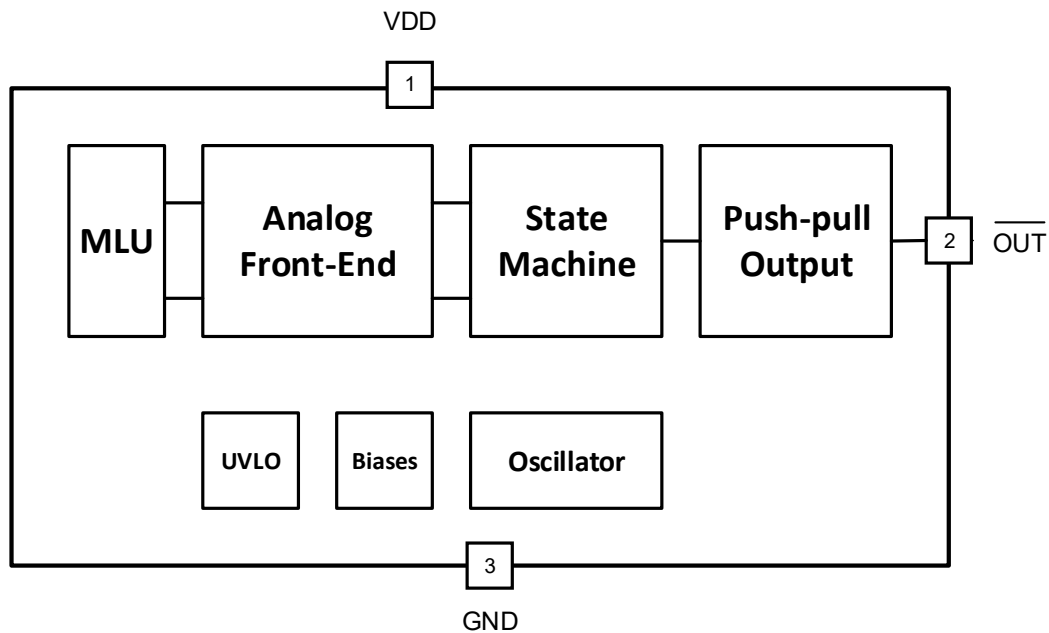 VDD
1
MLU
Analog
Front-End
State
Machine
Push-pull
Output
2
OUT
UVLO
Biases
Oscillator
3
GND